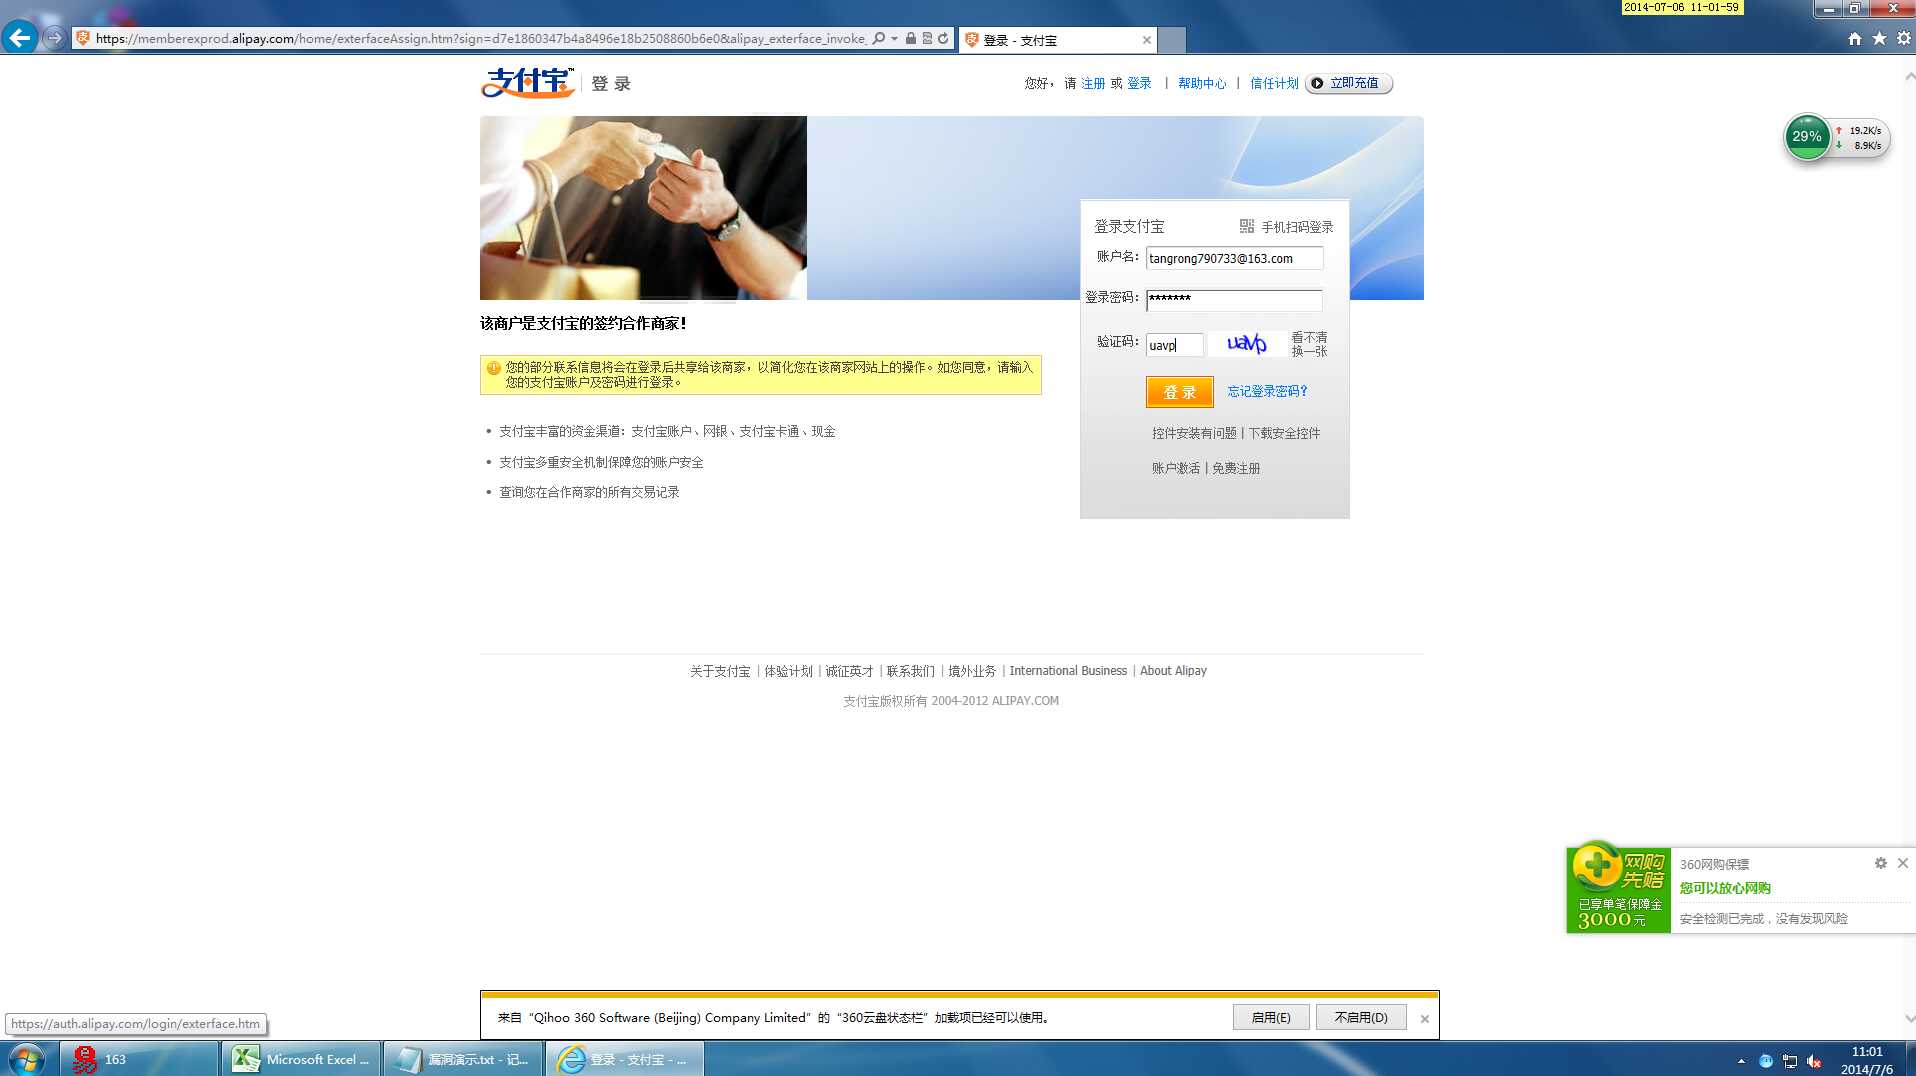 2014-07-06 11-01-59
https://memberexprod.alipay.com/home/exterfaceAssign.htm?sign=d7e1860347b4a8496e18b2508860b6e0&alipay_exterface_invoke_
登录 - 支付宝
支付宝™ 登 录
您好， 请 注册 或 登录 | 帮助中心 | 信任计划 立即充值
29%
19.2K/s
8.9K/s
登录支付宝 手机扫码登录
账户名： tangrong790733@163.com
登录密码： *******
验证码： uavp uavp 看不清
换一张
登 录 忘记登录密码?
控件安装有问题 | 下载安全控件
账户激活 | 免费注册
该商户是支付宝的签约合作商家！
您的部分联系信息将会在登录后共享给该商家，以简化您在该商家网站上的操作。如您同意，请输入
您的支付宝账户及密码进行登录。
• 支付宝丰富的资金渠道：支付宝账户、网银、支付宝卡通、现金
• 支付宝多重安全机制保障您的账户安全
• 查询您在合作商家的所有交易记录
关于支付宝 | 体验计划 | 诚征英才 | 联系我们 | 境外业务 | International Business | About Alipay
支付宝版权所有 2004-2012 ALIPAY.COM
网购
先赔
已享单笔保障金
3000元
360网购保镖
您可以放心网购
安全检测已完成，没有发现风险
来自“Qihoo 360 Software (Beijing) Company Limited”的“360云盘状态栏”加载项已经可以使用。 启用(E) 不启用(D)
https://auth.alipay.com/login/exterface.htm
163
Microsoft Excel ...
漏洞演示.txt - 记...
登录 - 支付宝 - ...
11:01
2014/7/6